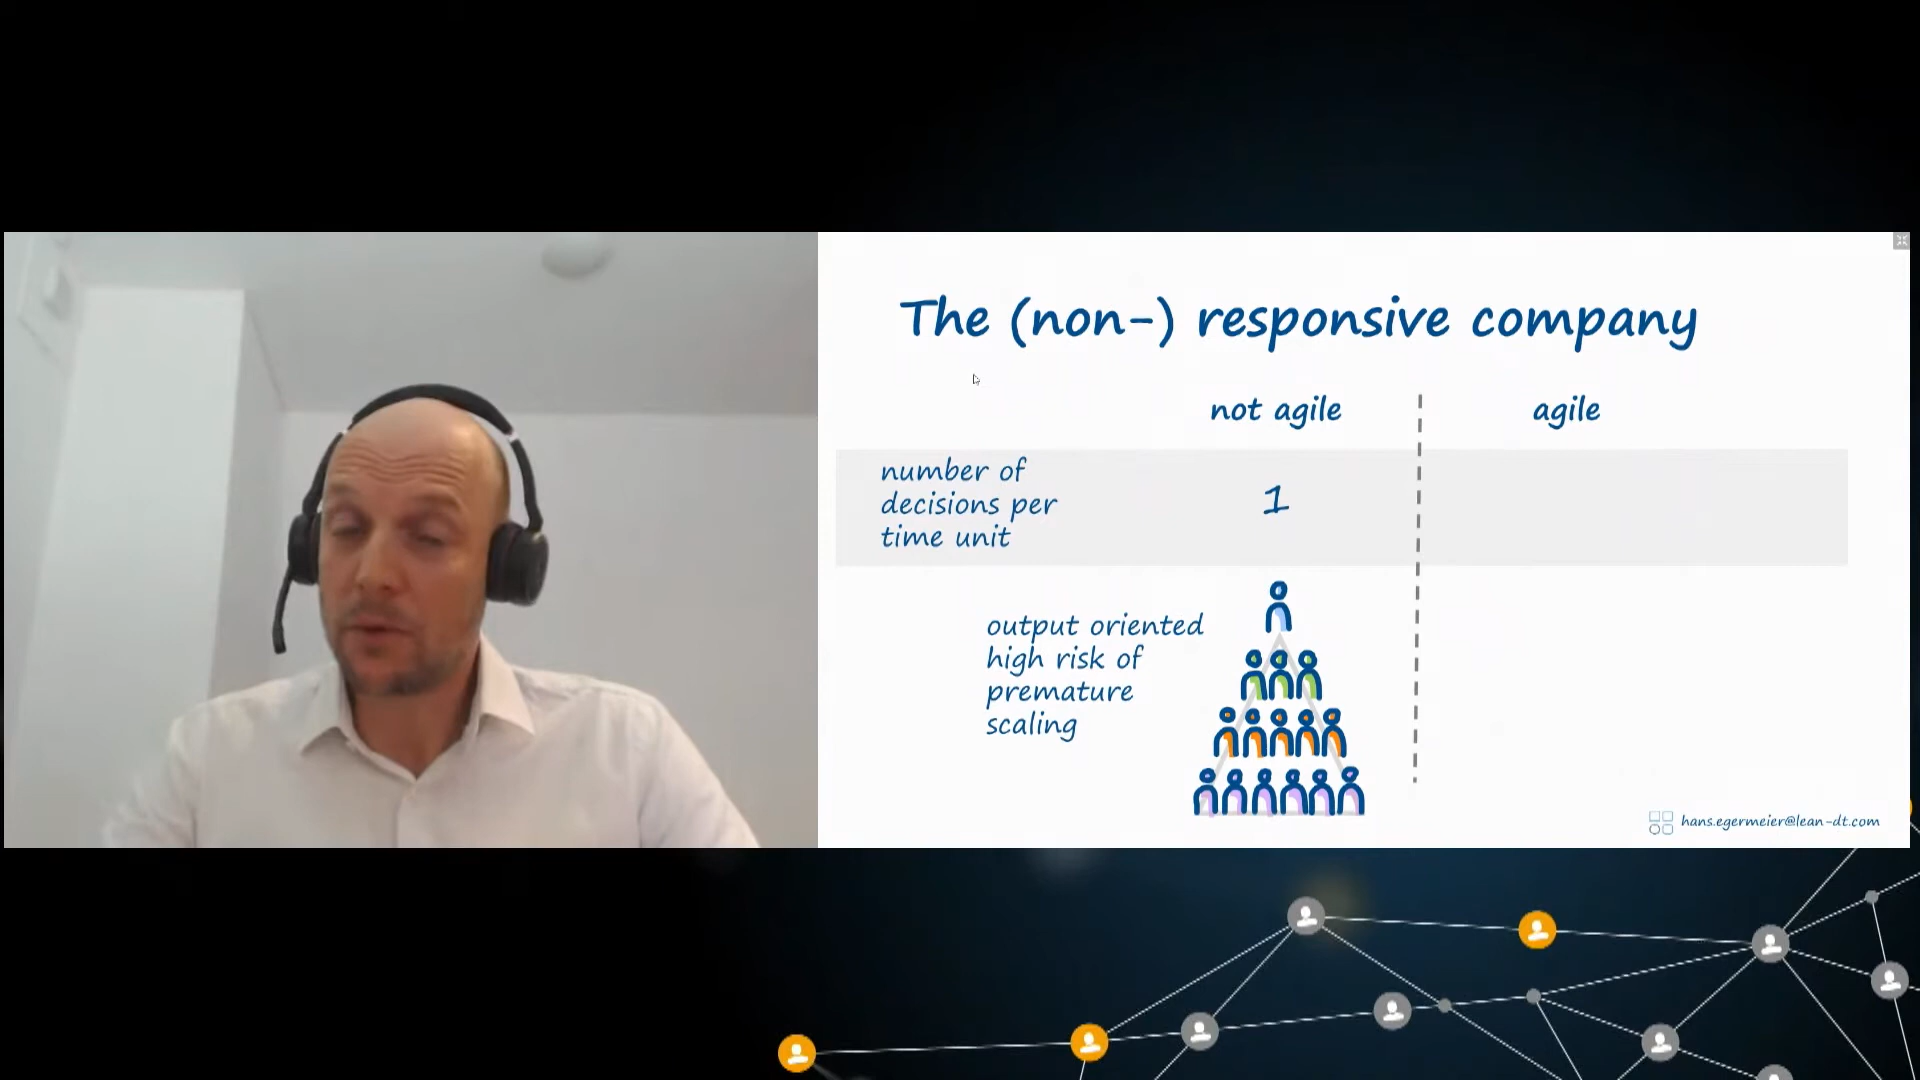 The (non-) responsive company
not agile
agile
number of
decisions per
time unit
1
output oriented
high risk of
premature
scaling
hans.egermeier@lean-dt.com